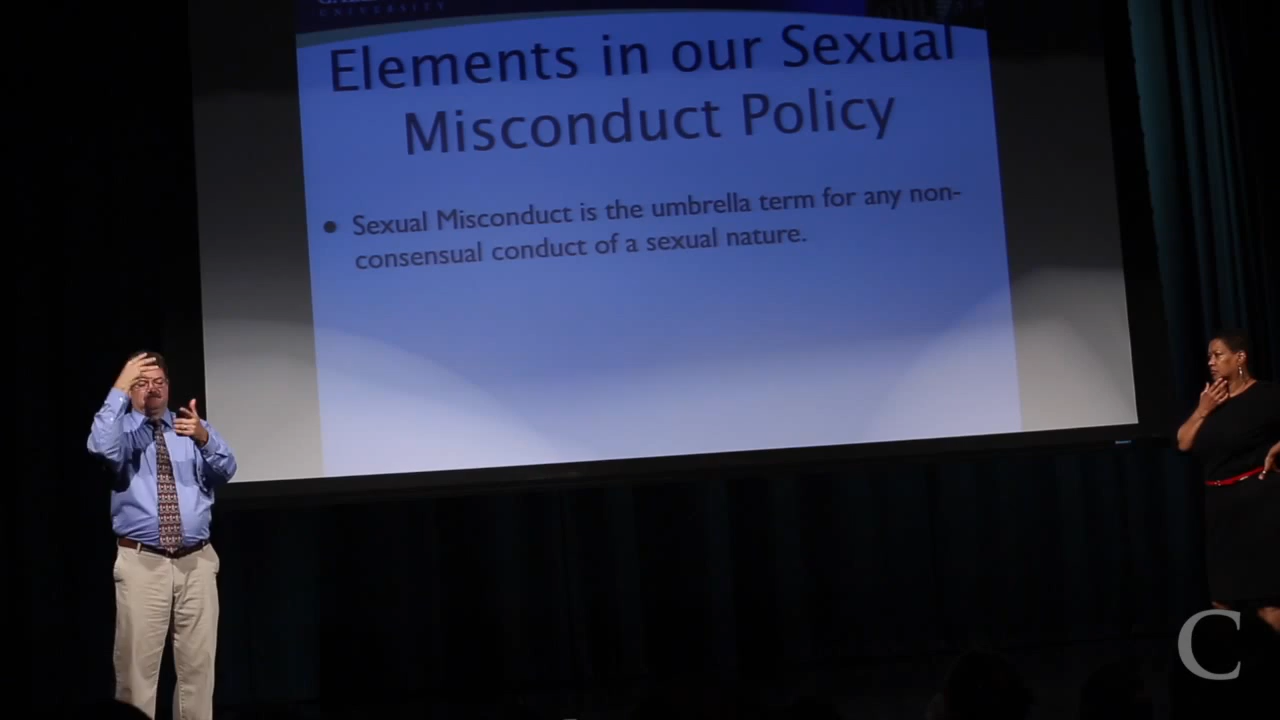 UNIVERSITY
Elements in our Sexual
Misconduct Policy
• Sexual Misconduct is the umbrella term for any non-
consensual conduct of a sexual nature.
C